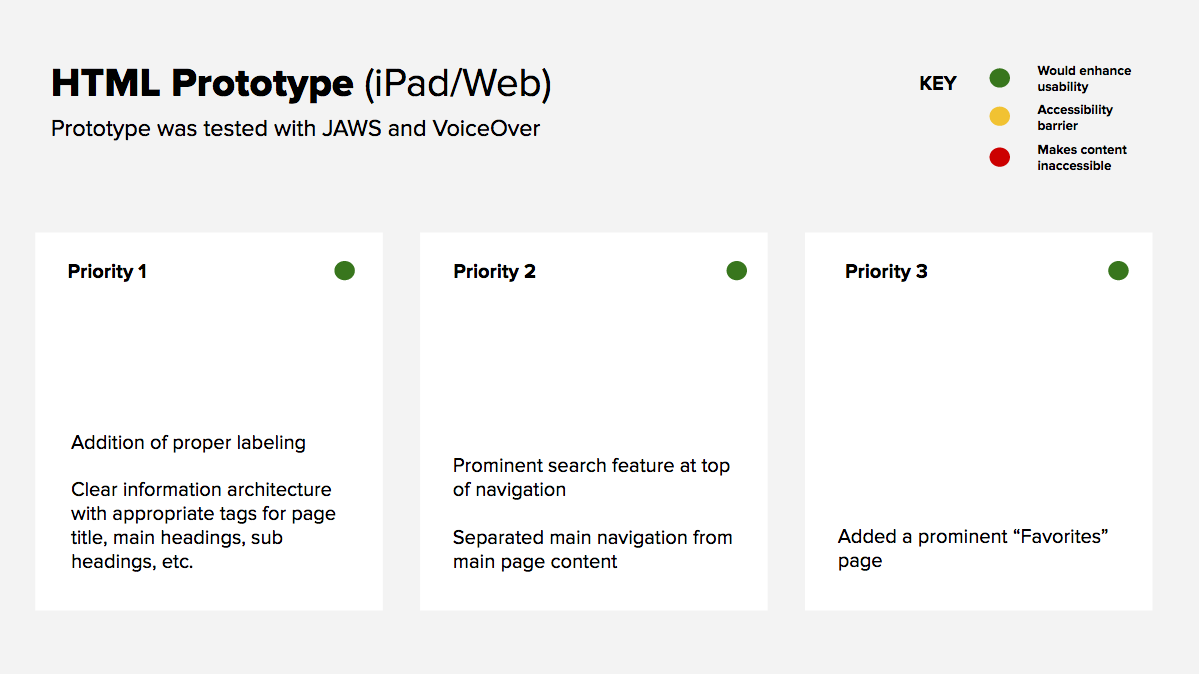 HTML Prototype (iPad/Web)
Prototype was tested with JAWS and VoiceOver
KEY
Would enhance
usability
Accessibility
barrier
Makes content
inaccessible
Priority 1
Addition of proper labeling
Clear information architecture
with appropriate tags for page
title, main headings, sub
headings, etc.
Priority 2
Prominent search feature at top
of navigation
Separated main navigation from
main page content
Priority 3
Added a prominent “Favorites”
page